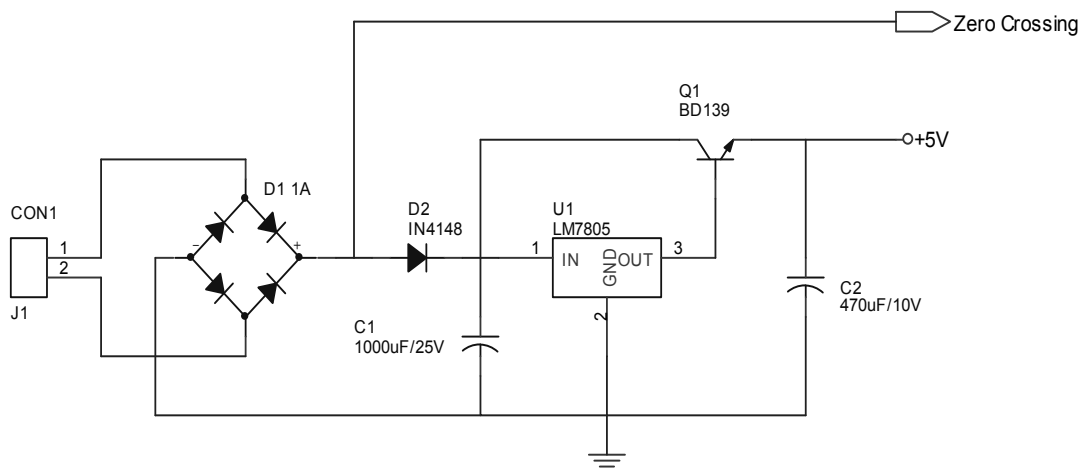 Zero Crossing
Q1
BD139
+5V
D1 1A
CON1
1
2
J1
−
+
D2
IN4148
U1
LM7805
1
IN
GND
OUT
3
2
C1
1000uF/25V
C2
470uF/10V